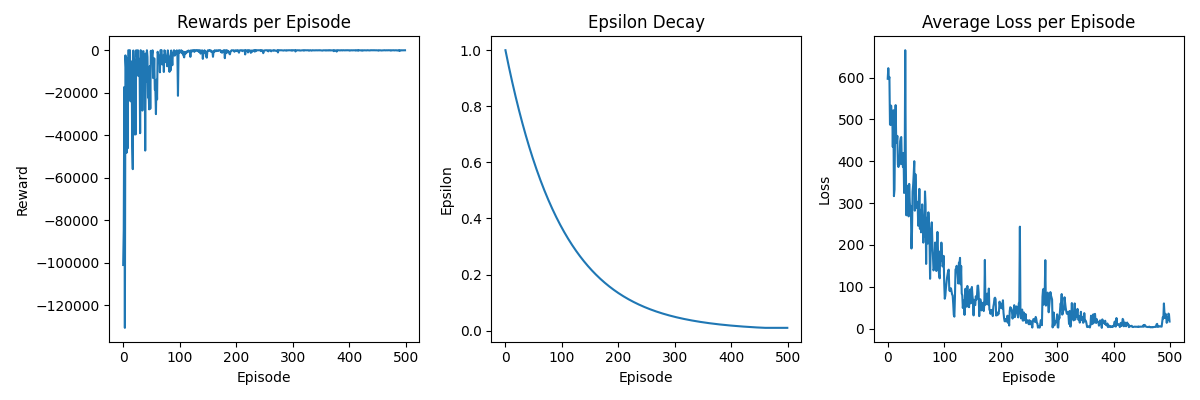 Rewards per Episode
Reward
0
−20000
−40000
−60000
−80000
−100000
−120000
0 100 200 300 400 500
Episode
Epsilon Decay
Epsilon
1.0
0.8
0.6
0.4
0.2
0.0
0 100 200 300 400 500
Episode
Average Loss per Episode
Loss
600
500
400
300
200
100
0
0 100 200 300 400 500
Episode